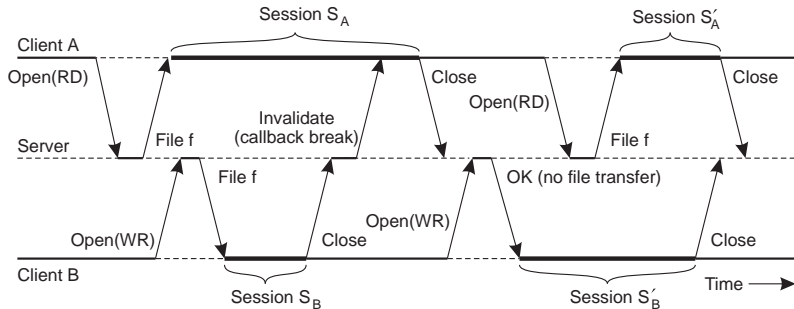 Session S_A
Session S′_A
Client A
Open(RD)
Close
Open(RD)
Close
Invalidate
(callback break)
File f
File f
Server
File f
OK (no file transfer)
Open(WR)
Close
Open(WR)
Close
Client B
Session S_B
Session S′_B
Time